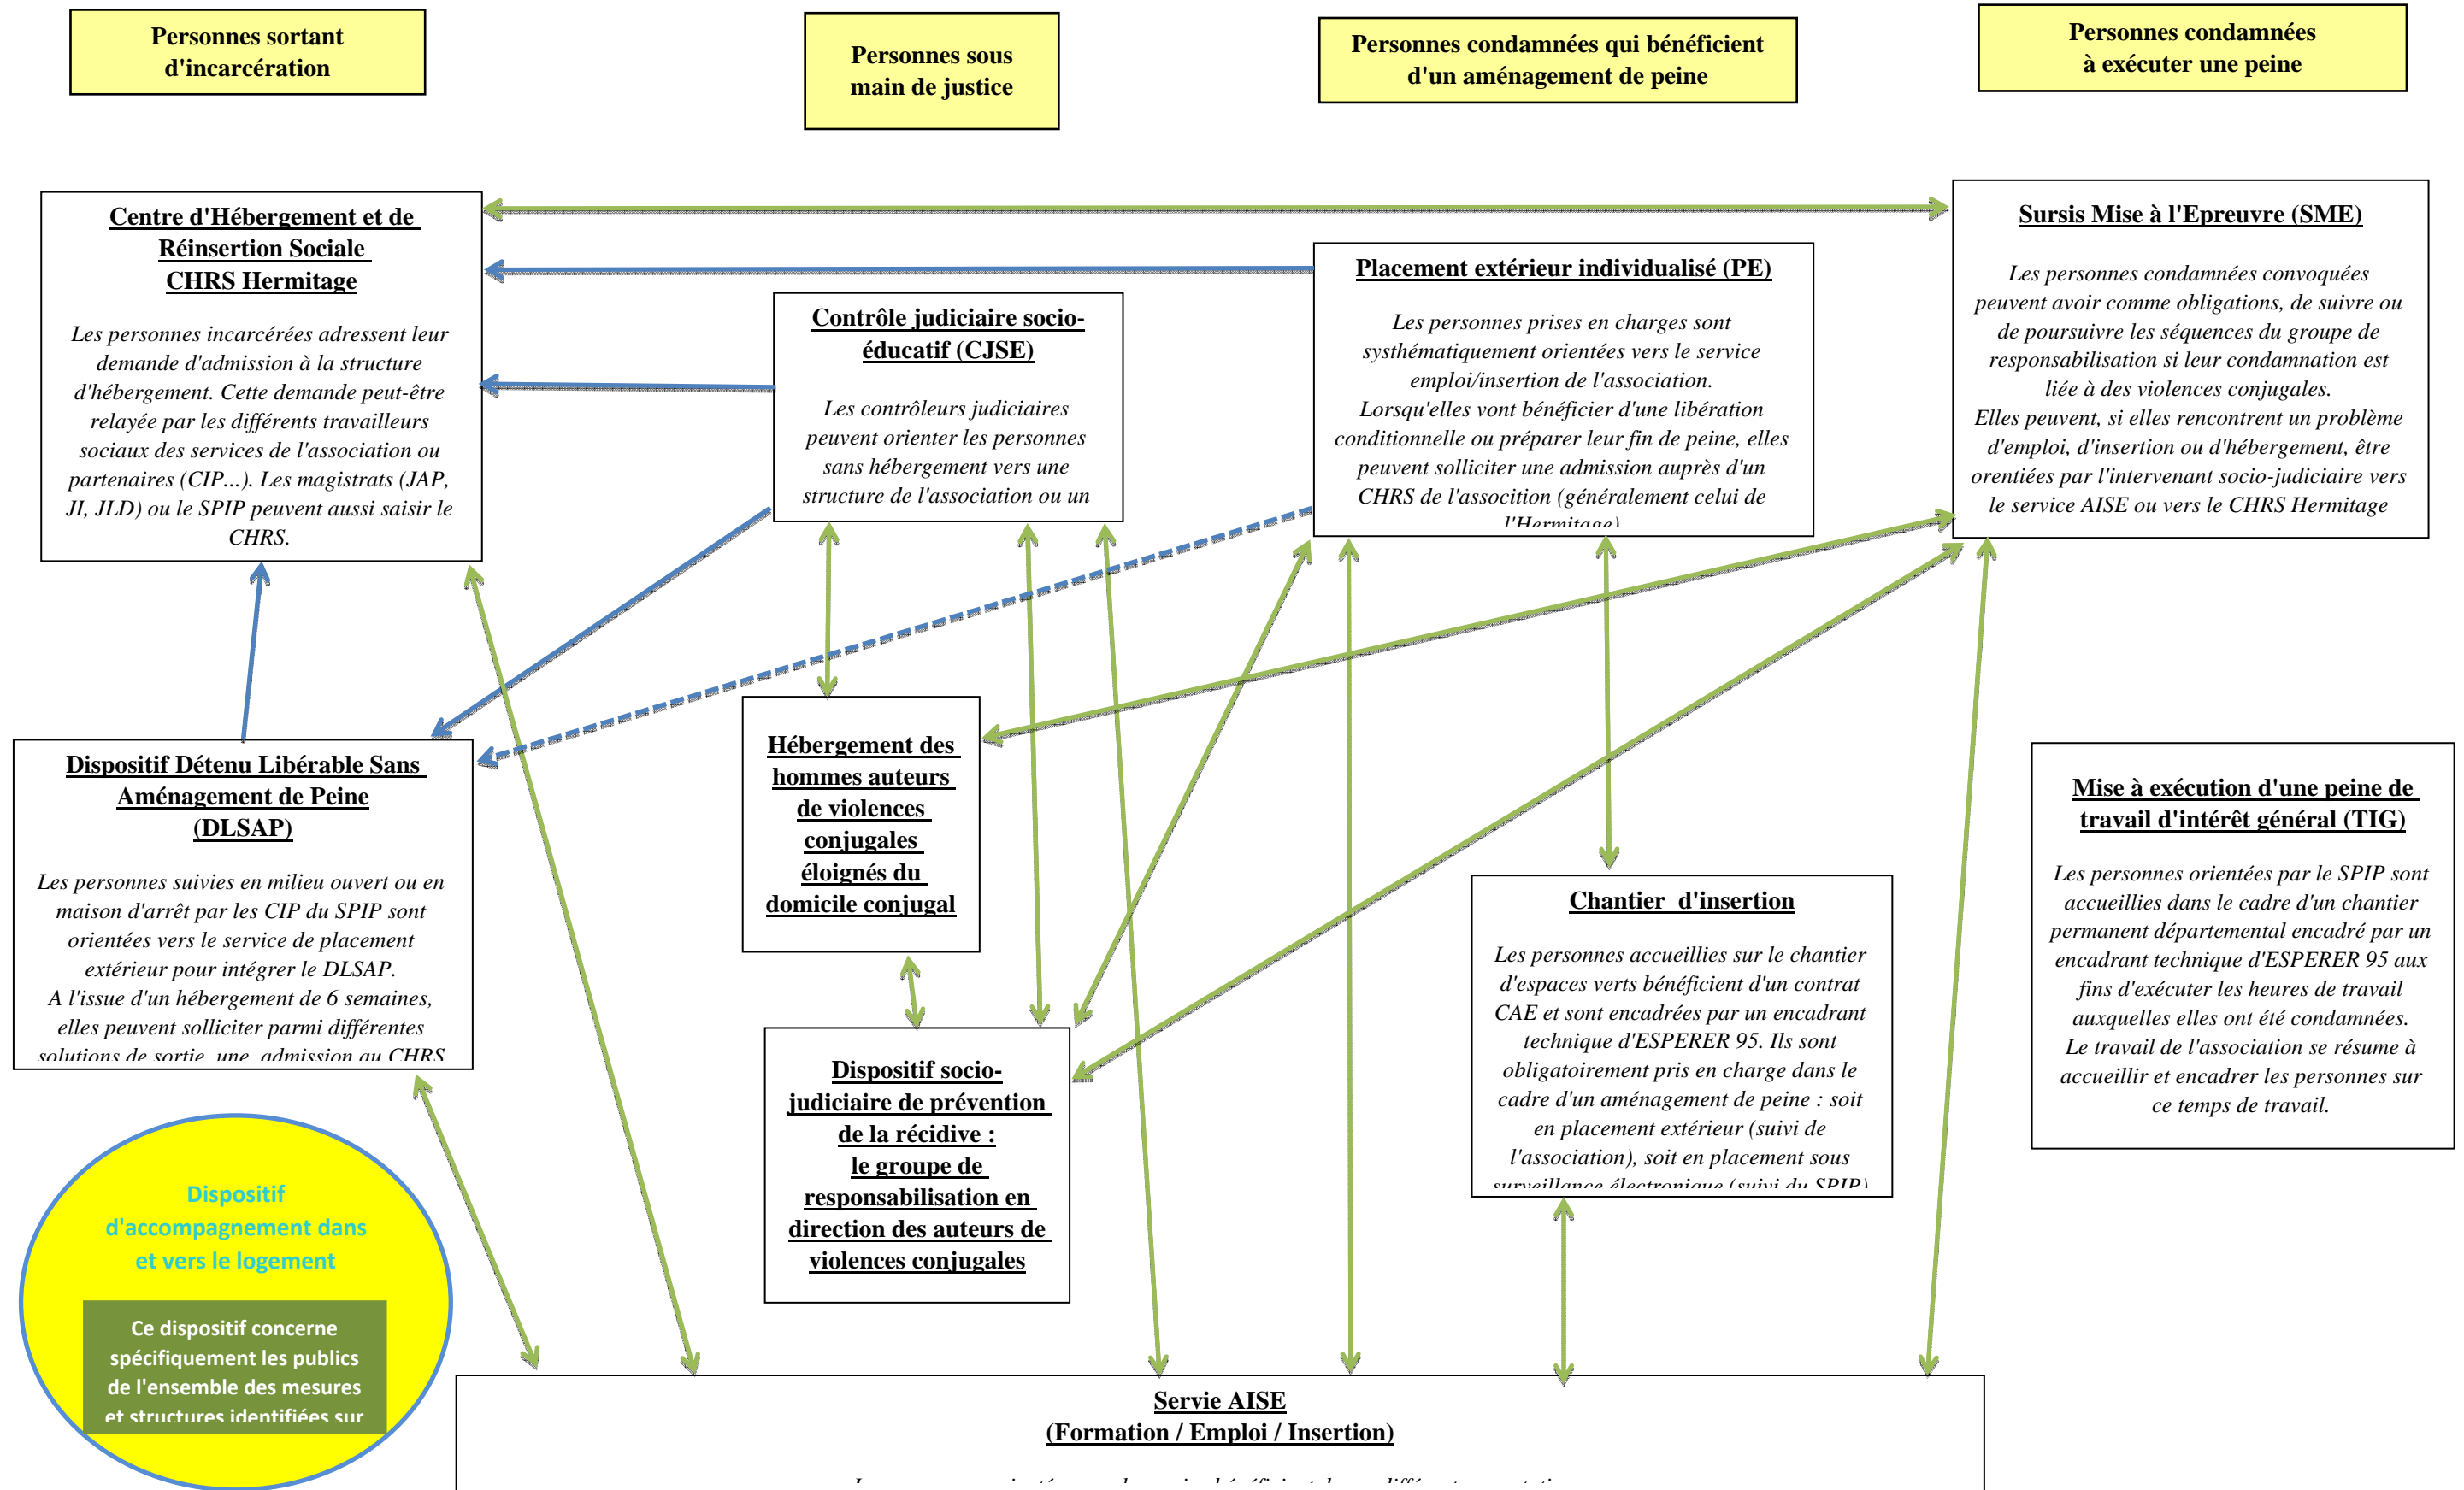 Personnes sortant
d'incarcération
Personnes sous
main de justice
Personnes condamnées qui bénéficient
d'un aménagement de peine
Personnes condamnées
à exécuter une peine
Centre d'Hébergement et de
Réinsertion Sociale
CHRS Hermitage
Les personnes incarcérées adressent leur
demande d'admission à la structure
d'hébergement. Cette demande peut-être
relayée par les différents travailleurs
sociaux des services de l'association ou
partenaires (CIP...). Les magistrats (JAP,
JI, JLD) ou le SPIP peuvent aussi saisir le
CHRS.
Contrôle judiciaire socio-
éducatif (CJSE)
Les contrôleurs judiciaires
peuvent orienter les personnes
sans hébergement vers une
structure de l'association ou un
Placement extérieur individualisé (PE)
Les personnes prises en charges sont
systhématiquement orientées vers le service
emploi/insertion de l'association.
Lorsqu'elles vont bénéficier d'une libération
conditionnelle ou préparer leur fin de peine, elles
peuvent solliciter une admission auprès d'un
CHRS de l'assocition (généralement celui de
l'Hermitage)
Sursis Mise à l'Epreuvre (SME)
Les personnes condamnées convoquées
peuvent avoir comme obligations, de suivre ou
de poursuivre les séquences du groupe de
responsabilisation si leur condamnation est
liée à des violences conjugales.
Elles peuvent, si elles rencontrent un problème
d'emploi, d'insertion ou d'hébergement, être
orentiées par l'intervenant socio-judiciaire vers
le service AISE ou vers le CHRS Hermitage
Dispositif Détenu Libérable Sans
Aménagement de Peine
(DLSAP)
Les personnes suivies en milieu ouvert ou en
maison d'arrêt par les CIP du SPIP sont
orientées vers le service de placement
extérieur pour intégrer le DLSAP.
A l'issue d'un hébergement de 6 semaines,
elles peuvent solliciter parmi différentes
solutions de sortie, une admission au CHRS
Hébergement des
hommes auteurs
de violences
conjugales
éloignés du
domicile conjugal
Dispositif socio-
judiciaire de prévention
de la récidive :
le groupe de
responsabilisation en
direction des auteurs de
violences conjugales
Chantier d'insertion
Les personnes accueillies sur le chantier
d'espaces verts bénéficient d'un contrat
CAE et sont encadrées par un encadrant
technique d'ESPERER 95. Ils sont
obligatoirement pris en charge dans le
cadre d'un aménagement de peine : soit
en placement extérieur (suivi de
l'association), soit en placement sous
surveillance électronique (suivi du SPIP)
Mise à exécution d'une peine de
travail d'intérêt général (TIG)
Les personnes orientées par le SPIP sont
accueillies dans le cadre d'un chantier
permanent départemental encadré par un
encadrant technique d'ESPERER 95 aux
fins d'exécuter les heures de travail
auxquelles elles ont été condamnées.
Le travail de l'association se résume à
accueillir et encadrer les personnes sur
ce temps de travail.
Dispositif
d'accompagnement dans
et vers le logement
Ce dispositif concerne
spécifiquement les publics
de l'ensemble des mesures
et structures identifiées sur
Servie AISE
(Formation / Emploi / Insertion)